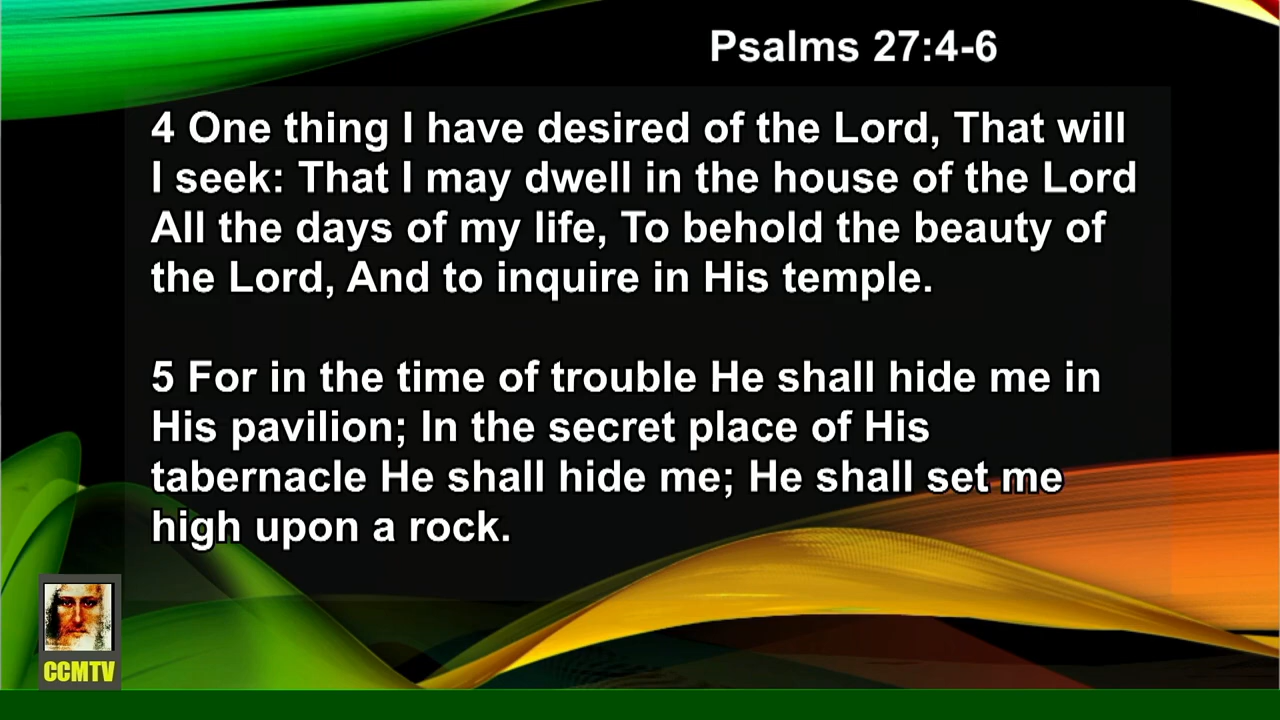 Psalms 27:4-6
4 One thing I have desired of the Lord, That will
I seek: That I may dwell in the house of the Lord
All the days of my life, To behold the beauty of
the Lord, And to inquire in His temple.
5 For in the time of trouble He shall hide me in
His pavilion; In the secret place of His
tabernacle He shall hide me; He shall set me
high upon a rock.
CCMTV